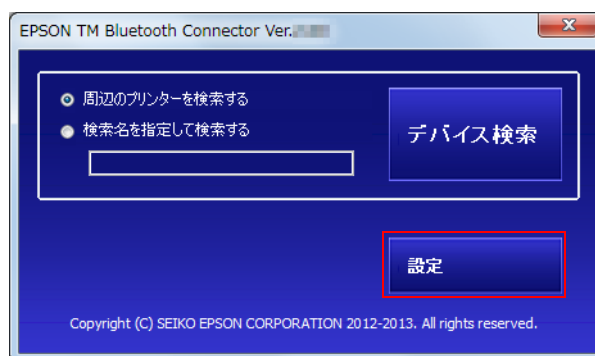 EPSON TM Bluetooth Connector Ver.
周辺のプリンターを検索する
検索名を指定して検索する
デバイス検索
設定
Copyright (C) SEIKO EPSON CORPORATION 2012-2013. All rights reserved.